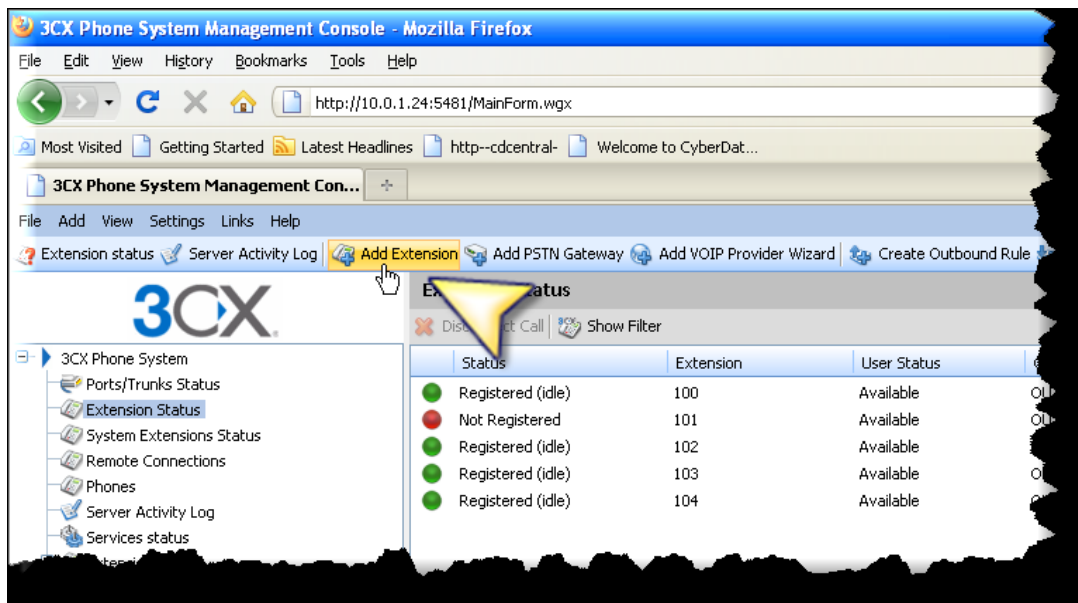 3CX Phone System Management Console - Mozilla Firefox
File Edit View History Bookmarks Tools Help
http://10.0.1.24:5481/MainForm.wgx
Most Visited Getting Started Latest Headlines http--cdcentral- Welcome to CyberDat...
3CX Phone System Management Con...
File Add View Settings Links Help
Extension status Server Activity Log Add Extension Add PSTN Gateway Add VOIP Provider Wizard Create Outbound Rule
3CX
3CX Phone System
Ports/Trunks Status
Extension Status
System Extensions Status
Remote Connections
Phones
Server Activity Log
Services status
Show Filter
Status Extension User Status
Registered (idle) 100 Available
Not Registered 101 Available
Registered (idle) 102 Available
Registered (idle) 103 Available
Registered (idle) 104 Available